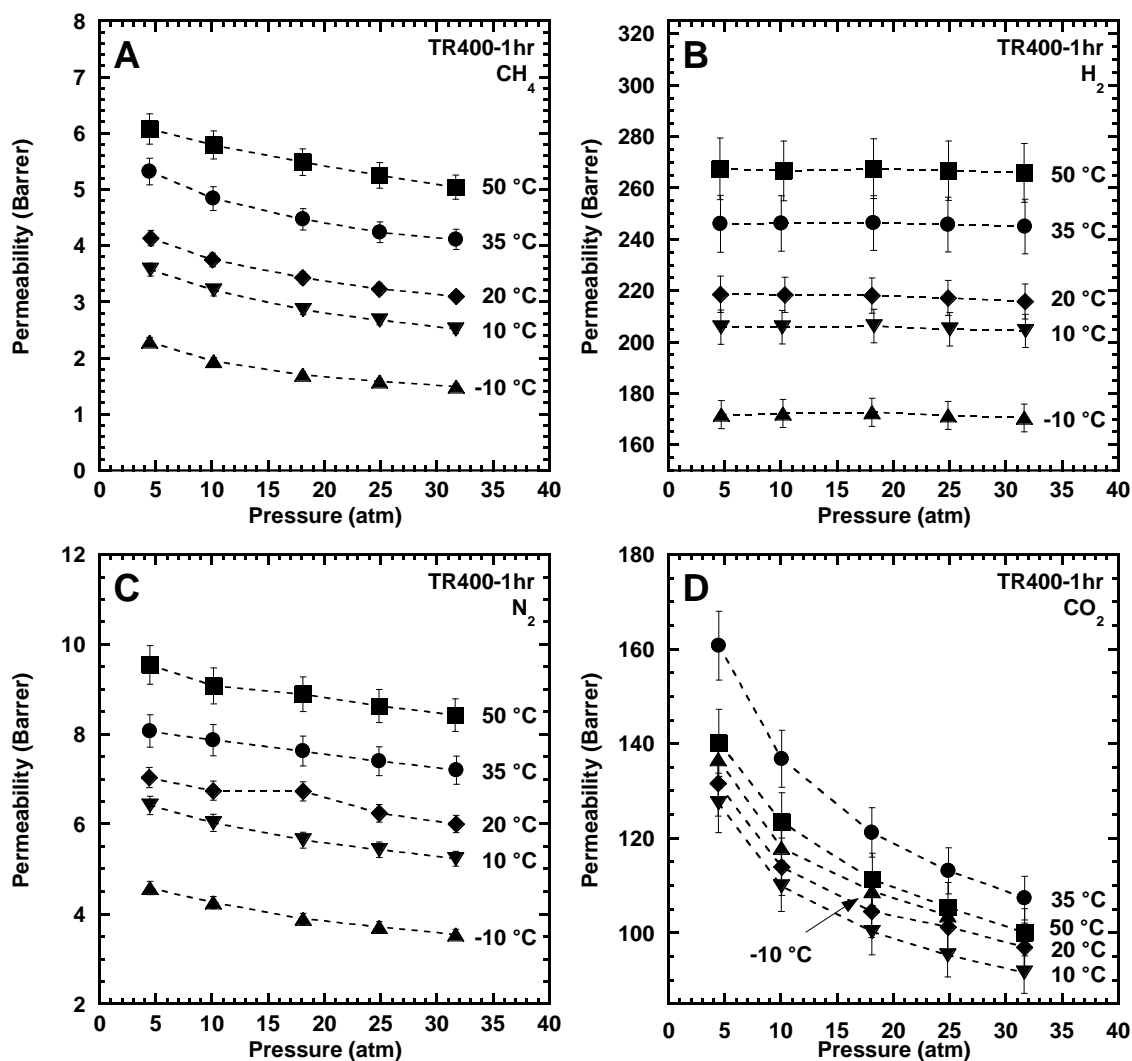 A
TR400-1hr
CH4
Permeability (Barrer)
8
7
6
5
4
3
2
1
0
50 °C
35 °C
20 °C
10 °C
-10 °C
0 5 10 15 20 25 30 35 40
Pressure (atm)
B
TR400-1hr
H2
Permeability (Barrer)
320
300
280
260
240
220
200
180
160
50 °C
35 °C
20 °C
10 °C
-10 °C
0 5 10 15 20 25 30 35 40
Pressure (atm)
C
TR400-1hr
N2
Permeability (Barrer)
12
10
8
6
4
2
50 °C
35 °C
20 °C
10 °C
-10 °C
0 5 10 15 20 25 30 35 40
Pressure (atm)
D
TR400-1hr
CO2
Permeability (Barrer)
180
160
140
120
100
35 °C
50 °C
20 °C
10 °C
-10 °C
0 5 10 15 20 25 30 35 40
Pressure (atm)